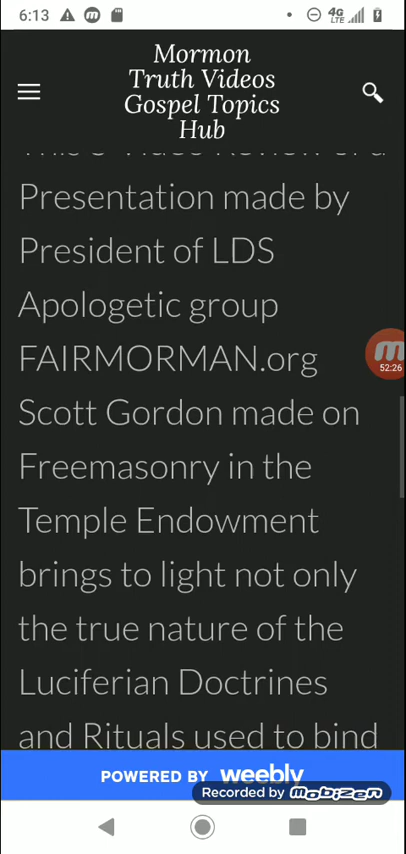 6:13
4G
LTE
Mormon
Truth Videos
Gospel Topics
Hub
Presentation made by
President of LDS
Apologetic group
FAIRMORMAN.org
52:26
Scott Gordon made on
Freemasonry in the
Temple Endowment
brings to light not only
the true nature of the
Luciferian Doctrines
and Rituals used to bind
POWERED BY weebly
Recorded by mobizen